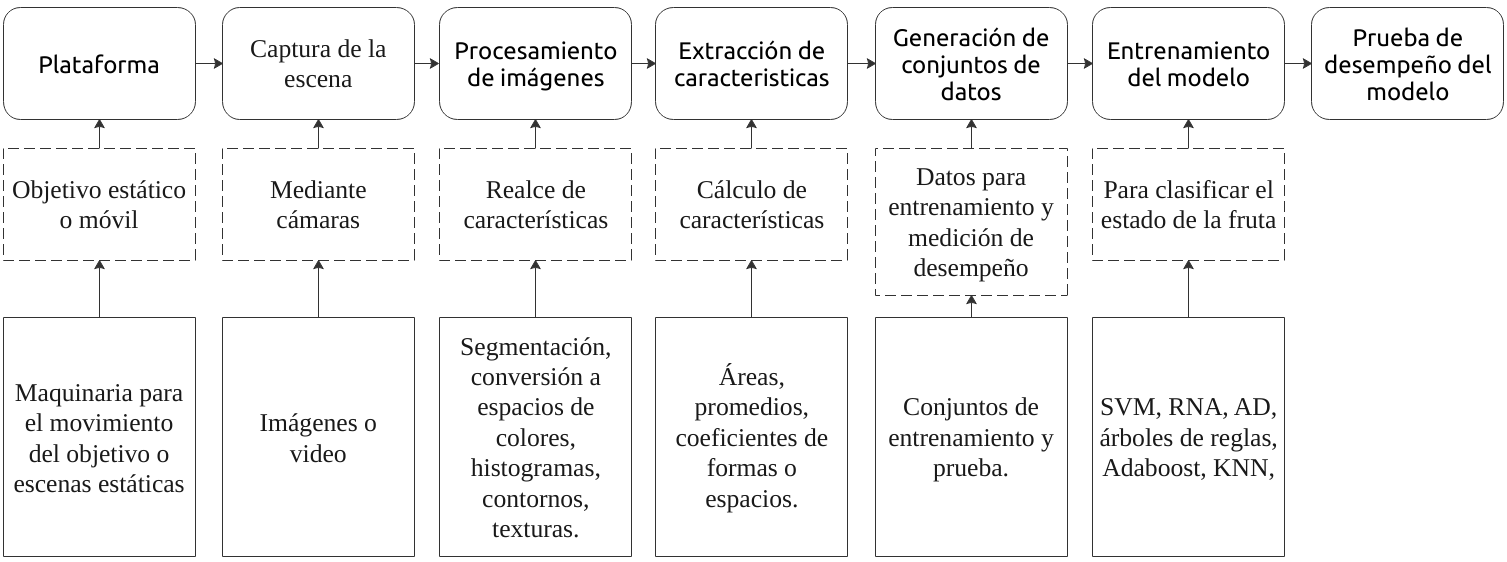 Plataforma
Captura de la
escena
Procesamiento
de imágenes
Extracción de
caracteristicas
Generación de
conjuntos de
datos
Entrenamiento
del modelo
Prueba de
desempeño del
modelo
Objetivo estático
o móvil
Mediante
cámaras
Realce de
características
Cálculo de
características
Datos para
entrenamiento y
medición de
desempeño
Para clasificar el
estado de la fruta
Maquinaria para
el movimiento
del objetivo o
escenas estáticas
Imágenes o
video
Segmentación,
conversión a
espacios de
colores,
histogramas,
contornos,
texturas.
Áreas,
promedios,
coeficientes de
formas o
espacios.
Conjuntos de
entrenamiento y
prueba.
SVM, RNA, AD,
árboles de reglas,
Adaboost, KNN,